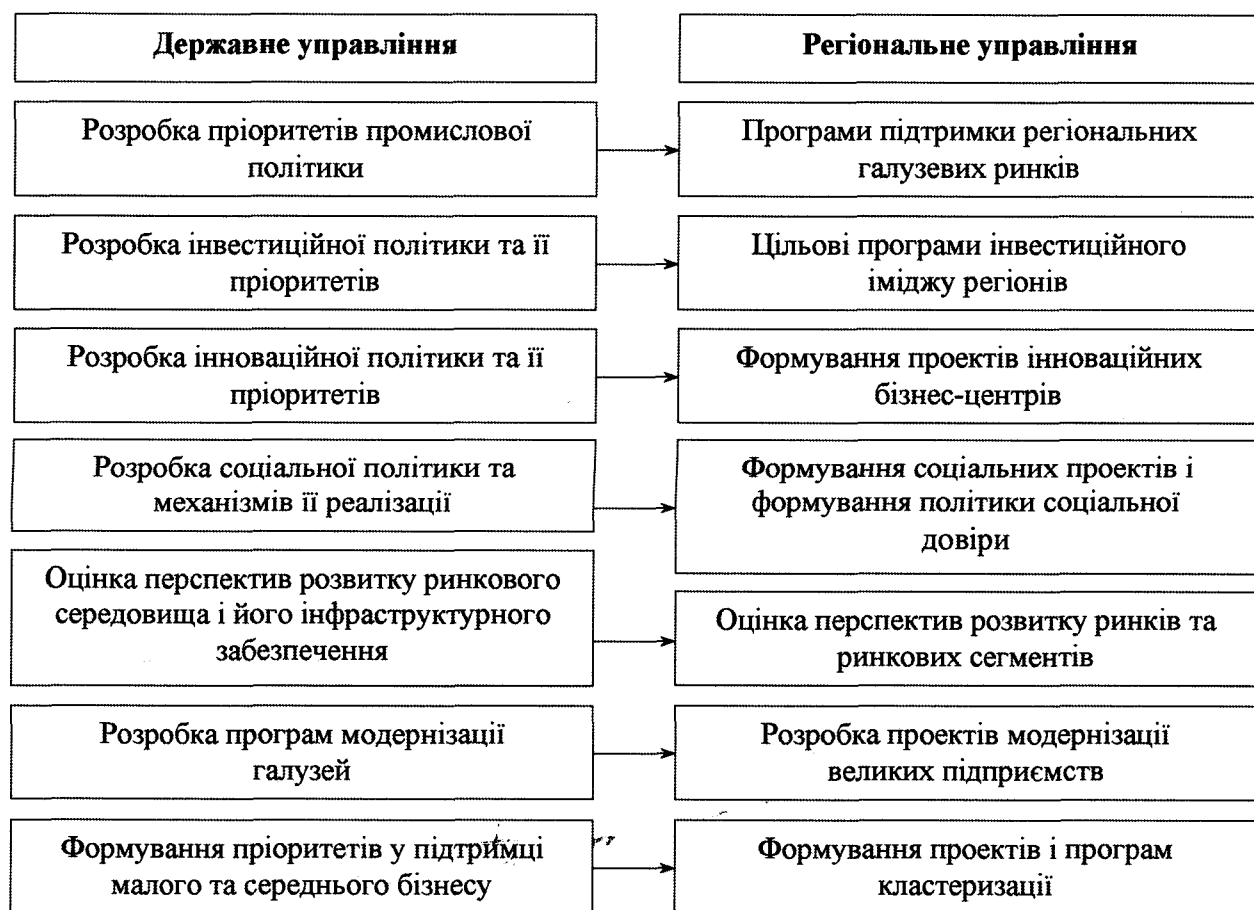 Державне управління
Регіональне управління
Розробка пріоритетів промислової
політики
Програми підтримки регіональних
галузевих ринків
Розробка інвестиційної політики та її
пріоритетів
Цільові програми інвестиційного
іміджу регіонів
Розробка інноваційної політики та її
пріоритетів
Формування проектів інноваційних
бізнес-центрів
Розробка соціальної політики та
механізмів її реалізації
Формування соціальних проектів і
формування політики соціальної
довіри
Оцінка перспектив розвитку ринкового
середовища і його інфраструктурного
забезпечення
Оцінка перспектив розвитку ринків та
ринкових сегментів
Розробка програм модернізації
галузей
Розробка проектів модернізації
великих підприємств
Формування пріоритетів у підтримці
малого та середнього бізнесу
Формування проектів і програм
кластеризації